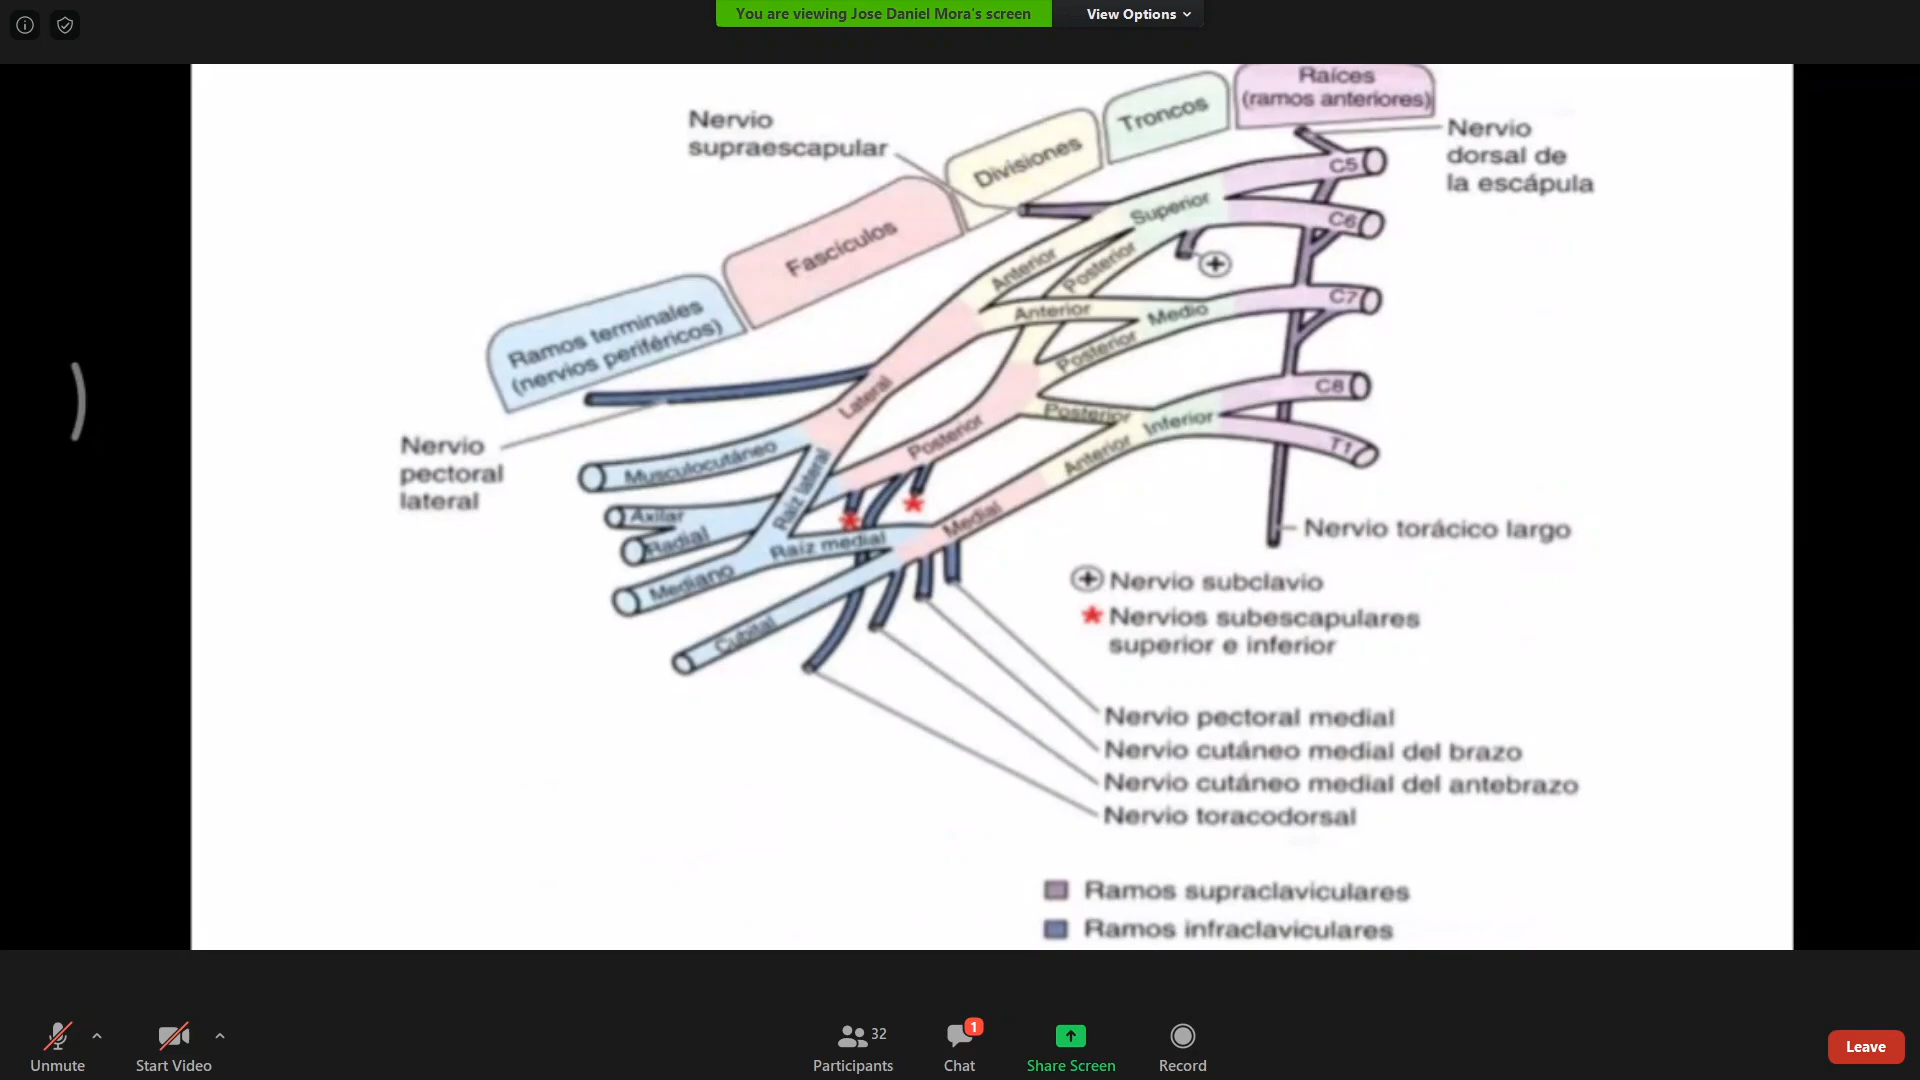 You are viewing Jose Daniel Mora's screen
View Options
Raíces
(ramos anteriores)
Troncos
Divisiones
Fascículos
Ramos terminales
(nervios periféricos)
Nervio
supraescapular
Nervio
dorsal de
la escápula
C5
C6
C7
C8
T1
Superior
Medio
Inferior
Anterior
Posterior
Anterior
Posterior
Posterior
Anterior
Lateral
Posterior
Medial
Nervio
pectoral
lateral
Musculocutáneo
Axilar
Radial
Mediano
Cubital
Raíz lateral
Raíz medial
Nervio torácico largo
Nervio subclavio
* Nervios subescapulares
superior e inferior
Nervio pectoral medial
Nervio cutáneo medial del brazo
Nervio cutáneo medial del antebrazo
Nervio toracodorsal
Ramos supraclaviculares
Ramos infraclaviculares
Unmute
Start Video
32
Participants
1
Chat
Share Screen
Record
Leave